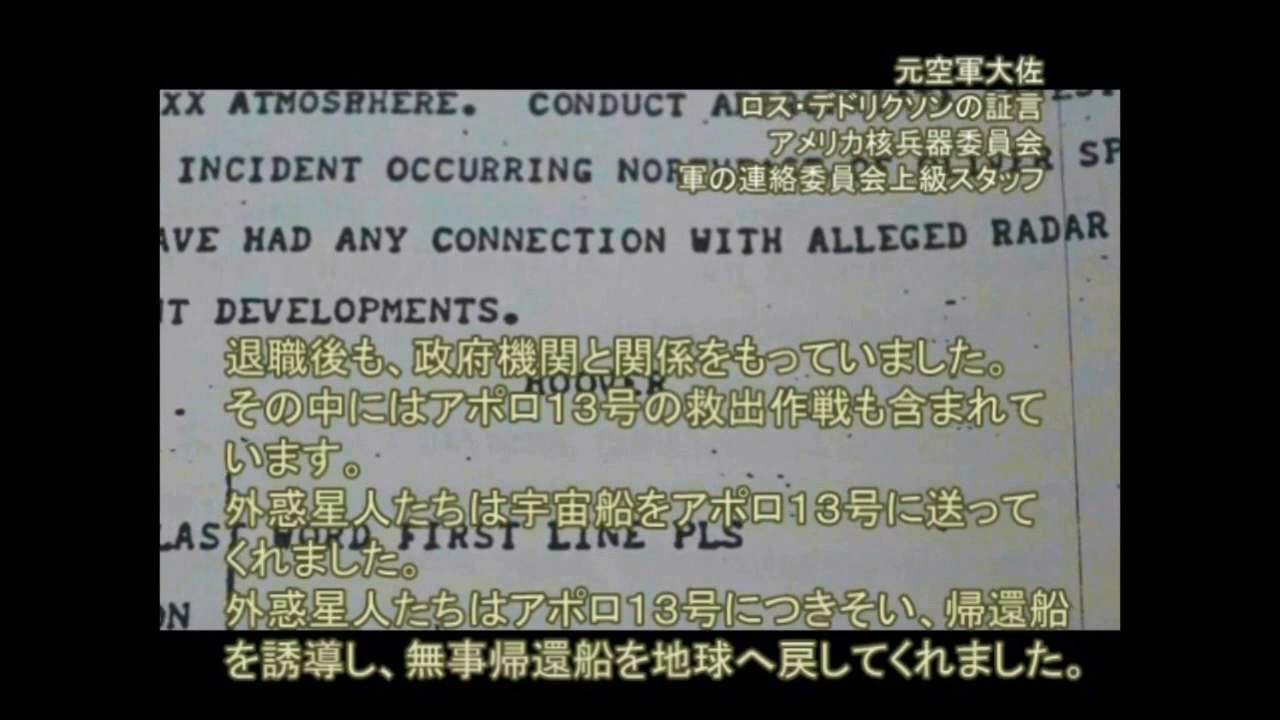 元空軍大佐
XX ATMOSPHERE. CONDUCT
ロス・デドリクソンの証言
アメリカ核兵器委員会
INCIDENT OCCURRING
軍の連絡委員会上級スタッフ
AVE HAD ANY CONNECTION WITH ALLEGED RADAR
NT DEVELOPMENTS.
退職後も、政府機関と関係をもっていました。
HOOVER
その中にはアポロ１３号の救出作戦も含まれて
います。
外惑星人たちは宇宙船をアポロ１３号に送って
LAST WORD FIRST LINE PLS
くれました。
ON
外惑星人たちはアポロ１３号につきそい、帰還船
を誘導し、無事帰還船を地球へ戻してくれました。